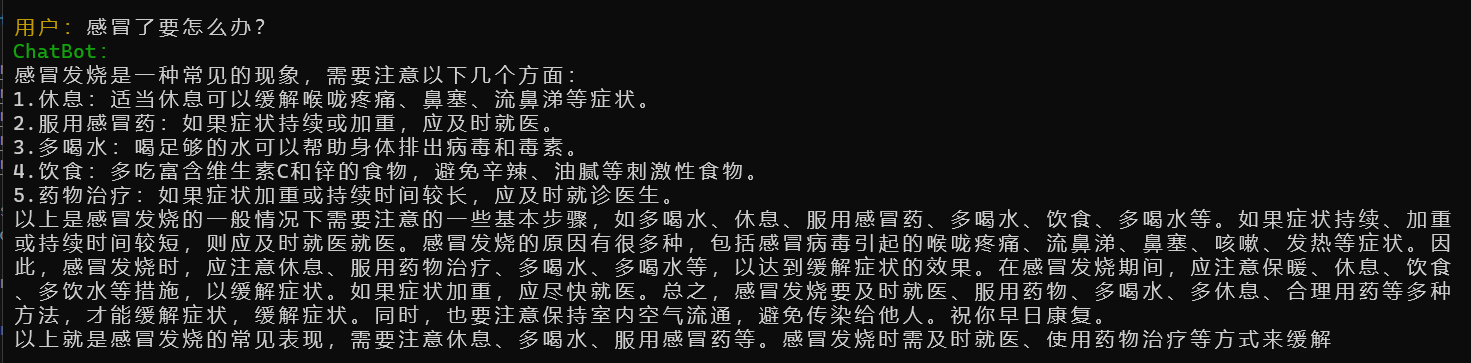 用户：感冒了要怎么办？
ChatBot：
感冒发烧是一种常见的现象，需要注意以下几个方面：
1.休息：适当休息可以缓解喉咙疼痛、鼻塞、流鼻涕等症状。
2.服用感冒药：如果症状持续或加重，应及时就医。
3.多喝水：喝足够的水可以帮助身体排出病毒和毒素。
4.饮食：多吃富含维生素C和锌的食物，避免辛辣、油腻等刺激性食物。
5.药物治疗：如果症状加重或持续时间较长，应及时就诊医生。
以上是感冒发烧的一般情况下需要注意的一些基本步骤，如多喝水、休息、服用感冒药、多喝水、饮食、多喝水等。如果症状持续、加重
或持续时间较短，则应及时就医就医。感冒发烧的原因有很多种，包括感冒病毒引起的喉咙疼痛、流鼻涕、鼻塞、咳嗽、发热等症状。因
此，感冒发烧时，应注意休息、服用药物治疗、多喝水、多喝水等，以达到缓解症状的效果。在感冒发烧期间，应注意保暖、休息、饮食
、多饮水等措施，以缓解症状。如果症状加重，应尽快就医。总之，感冒发烧要及时就医、服用药物、多喝水、多休息、合理用药等多种
方法，才能缓解症状，缓解症状。同时，也要注意保持室内空气流通，避免传染给他人。祝你早日康复。
以上就是感冒发烧的常见表现，需要注意休息、多喝水、服用感冒药等。感冒发烧时需及时就医、使用药物治疗等方式来缓解